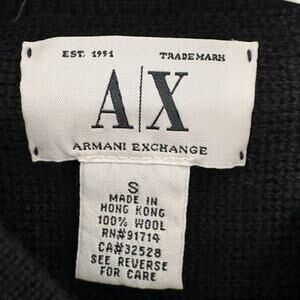 EST. 1991 TRADEMARK
A|X
ARMANI EXCHANGE
S
MADE IN
HONG KONG
100% WOOL
RN#91714
CA#32528
SEE REVERSE
FOR CARE